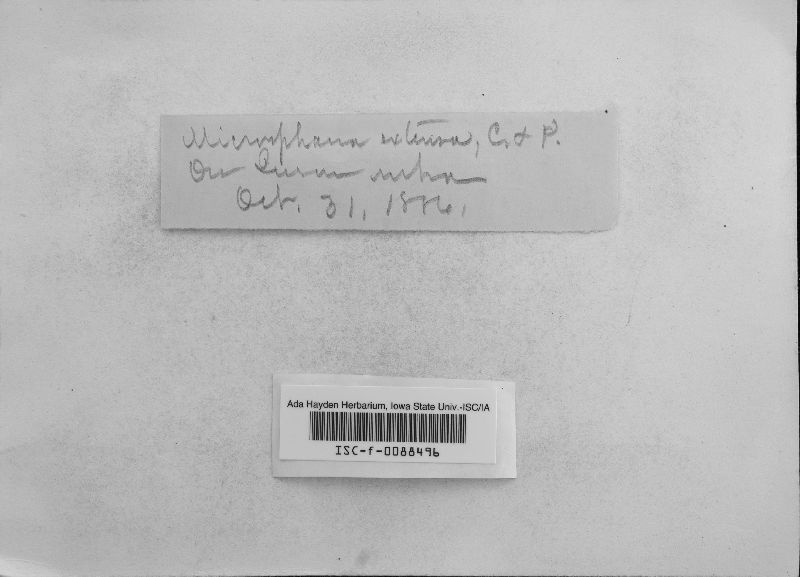 Microsphaera extensa, C. & P.
On Quercus rubra
Oct. 31, 1886.
Ada Hayden Herbarium, Iowa State Univ.-ISC/IA
ISC-f-0088496